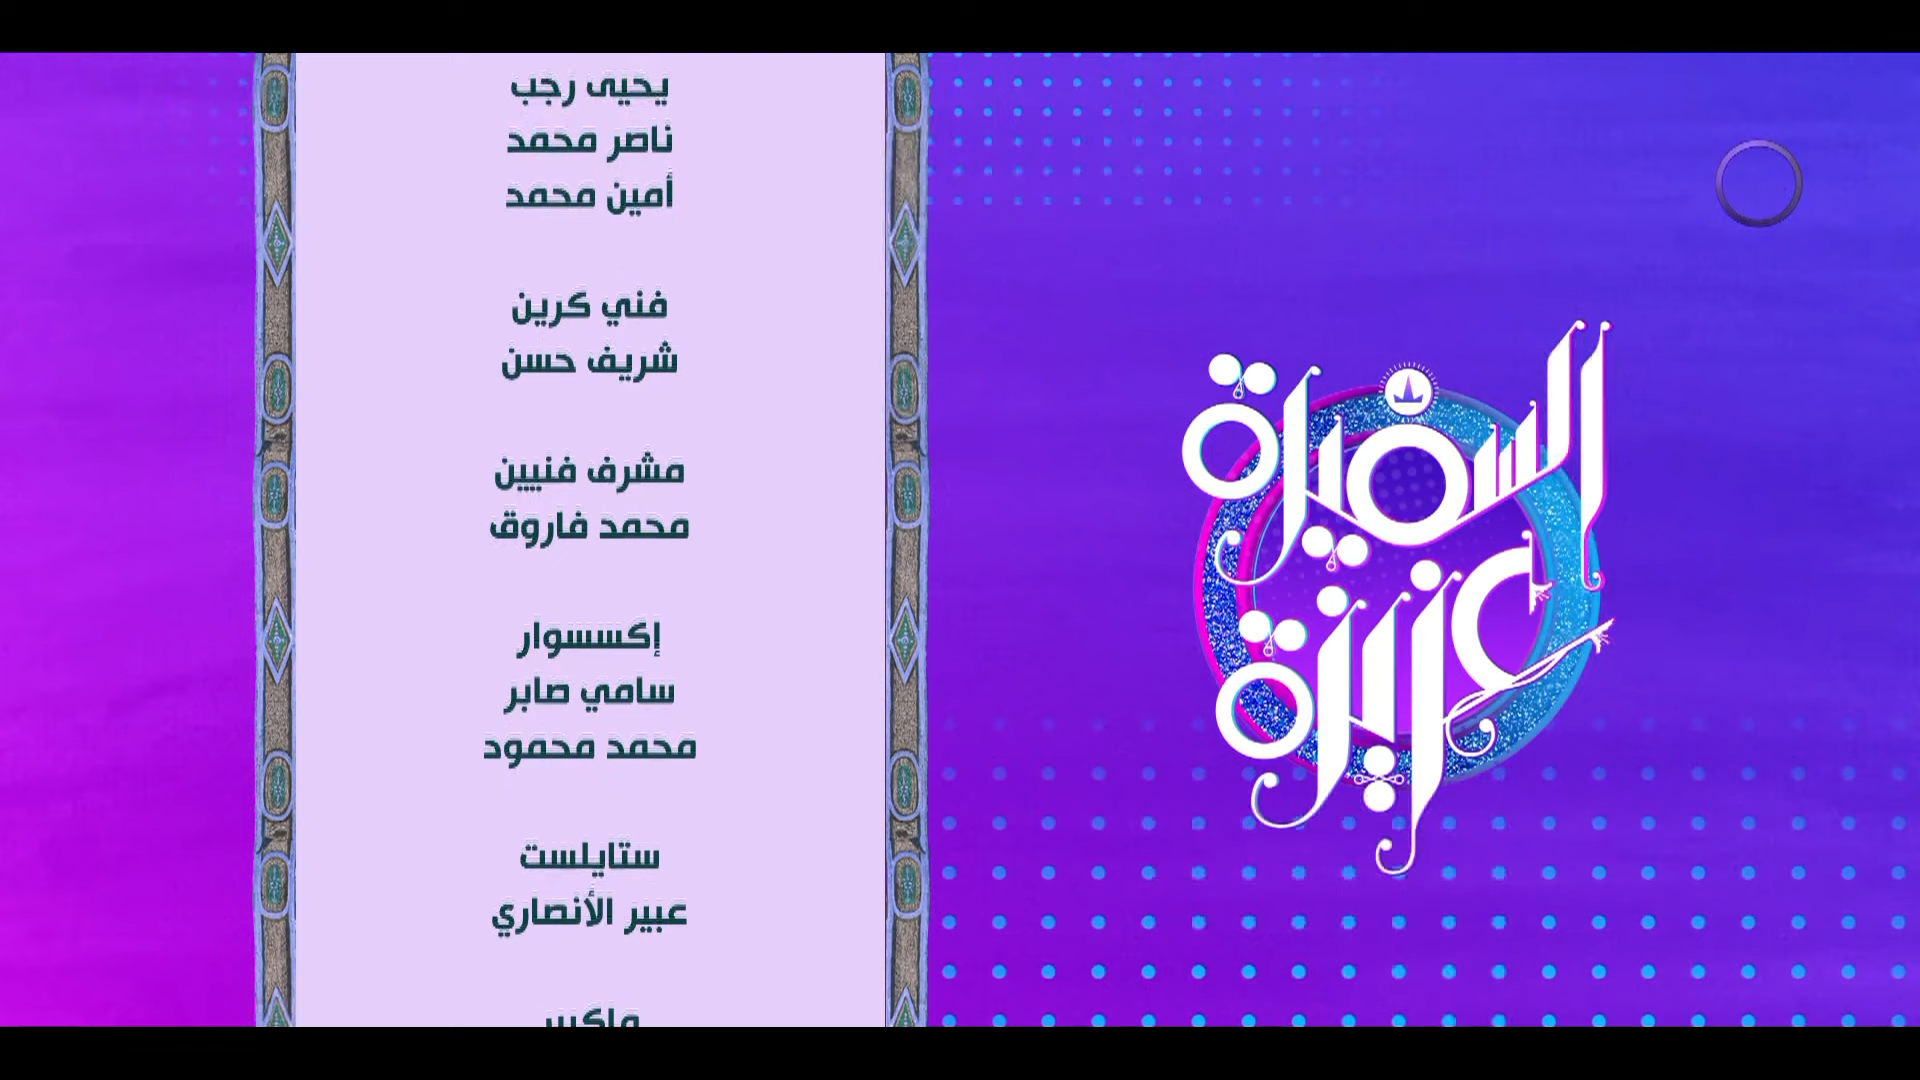 يحيى رجب
ناصر محمد
أمين محمد
فني كرين
شريف حسن
مشرف فنيين
محمد فاروق
إكسسوار
سامي صابر
محمد محمود
ستايلست
عبير الأنصاري
السفيرة
عزيزة